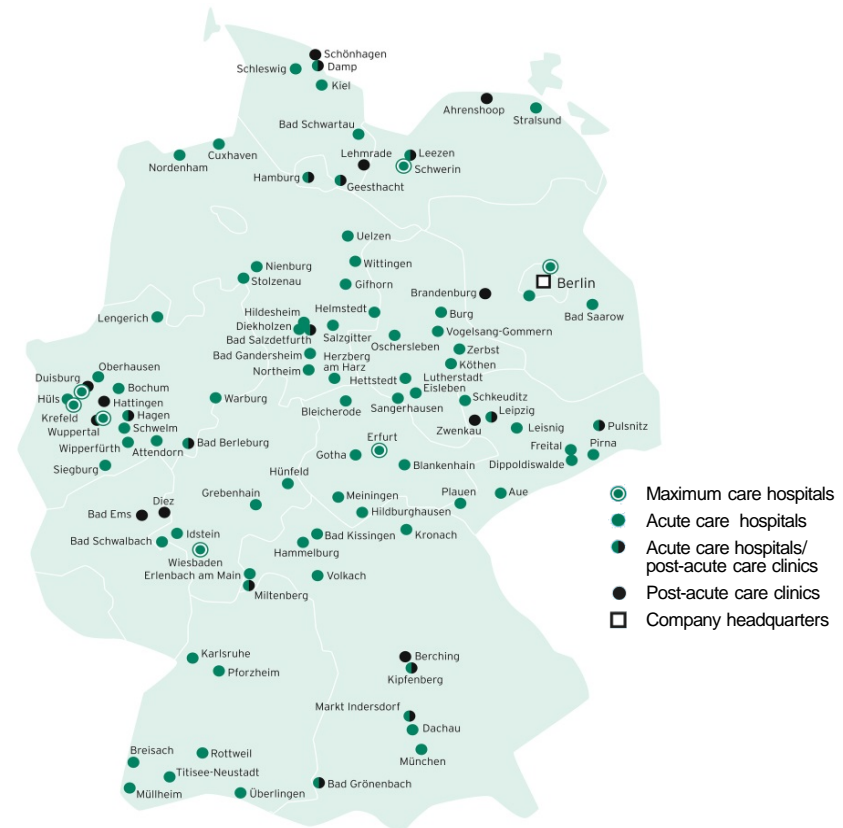 Schönhagen
Schleswig
Damp
Kiel
Ahrenshoop
Stralsund
Bad Schwartau
Cuxhaven
Nordenham
Lehmrade
Leezen
Schwerin
Hamburg
Geesthacht
Uelzen
Wittingen
Nienburg
Stolzenau
Gifhorn
Berlin
Brandenburg
Bad Saarow
Lengerich
Hildesheim
Helmstedt
Burg
Diekholzen
Salzgitter
Vogelsang-Gommern
Bad Salzdetfurth
Oschersleben
Zerbst
Bad Gandersheim
Herzberg
am Harz
Köthen
Northeim
Hettstedt
Lutherstadt
Eisleben
Oberhausen
Duisburg
Bochum
Hüls
Hattingen
Warburg
Bleicherode
Sangerhausen
Schkeuditz
Krefeld
Hagen
Leipzig
Wuppertal
Schwelm
Zwenkau
Leisnig
Pulsnitz
Wipperfürth
Attendorn
Bad Berleburg
Erfurt
Freital
Pirna
Siegburg
Gotha
Blankenhain
Dippoldiswalde
Hünfeld
Grebenhain
Meiningen
Plauen
Aue
Diez
Bad Ems
Hildburghausen
Idstein
Bad Schwalbach
Bad Kissingen
Kronach
Wiesbaden
Hammelburg
Erlenbach am Main
Volkach
Miltenberg
Karlsruhe
Pforzheim
Berching
Kipfenberg
Markt Indersdorf
Dachau
München
Breisach
Rottweil
Titisee-Neustadt
Müllheim
Überlingen
Bad Grönenbach
Maximum care hospitals
Acute care hospitals
Acute care hospitals/
post-acute care clinics
Post-acute care clinics
Company headquarters